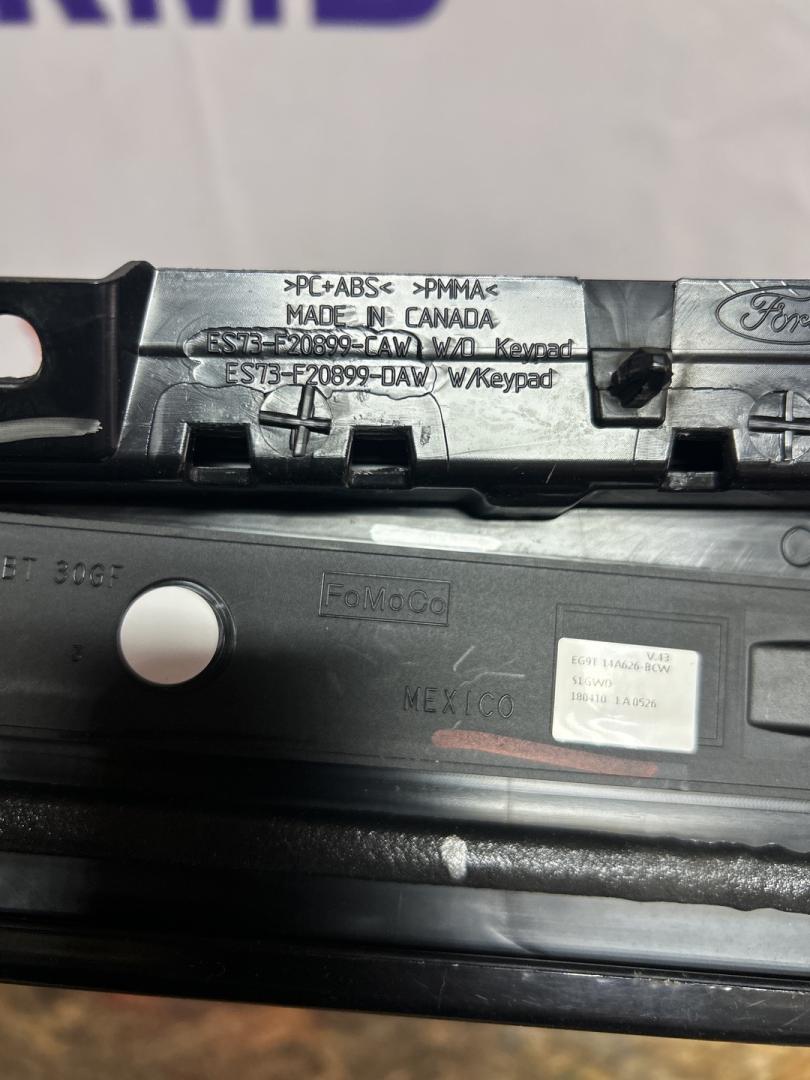 >PC+ABS< >PMMA<
MADE IN CANADA
ES73-F20899-CAW W/O Keypad
ES73-F20899-DAW W/Keypad
Ford
BT 30GF
FoMoCo
3
MEXICO
V.43
EG9T 14A626-BCW
180410 1A0526